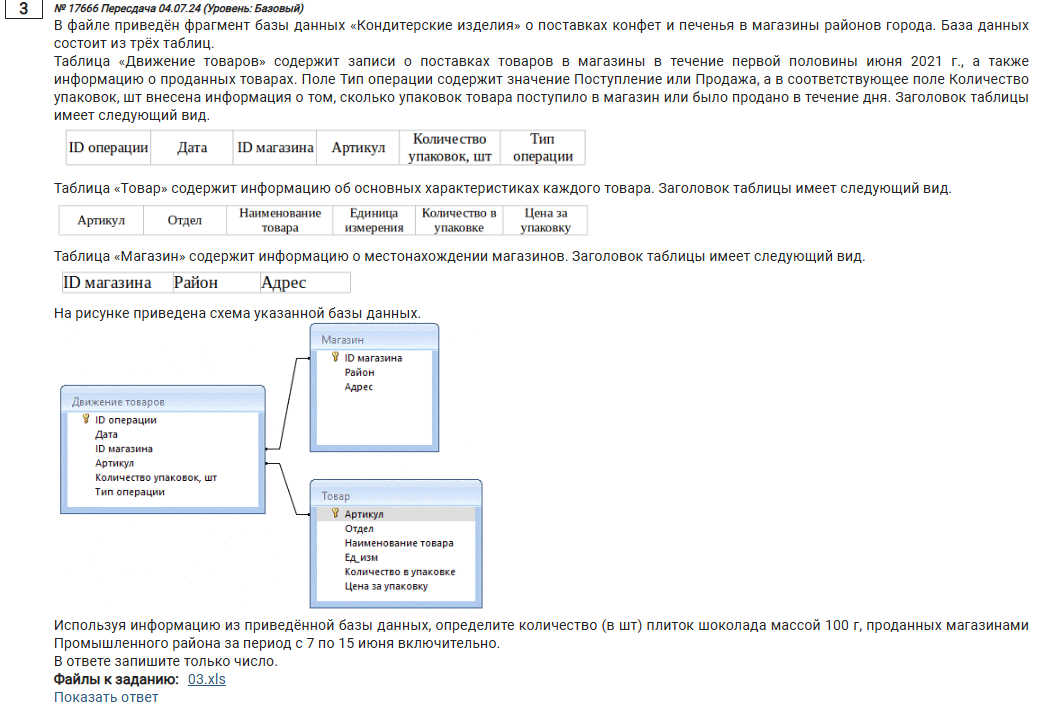 3
№ 17666 Пересдача 04.07.24 (Уровень: Базовый)
В файле приведён фрагмент базы данных «Кондитерские изделия» о поставках конфет и печенья в магазины районов города. База данных
состоит из трёх таблиц.
Таблица «Движение товаров» содержит записи о поставках товаров в магазины в течение первой половины июня 2021 г., а также
информацию о проданных товарах. Поле Тип операции содержит значение Поступление или Продажа, а в соответствующее поле Количество
упаковок, шт внесена информация о том, сколько упаковок товара поступило в магазин или было продано в течение дня. Заголовок таблицы
имеет следующий вид.
ID операции Дата ID магазина Артикул Количество упаковок, шт Тип операции
Таблица «Товар» содержит информацию об основных характеристиках каждого товара. Заголовок таблицы имеет следующий вид.
Артикул Отдел Наименование товара Единица измерения Количество в упаковке Цена за упаковку
Таблица «Магазин» содержит информацию о местонахождении магазинов. Заголовок таблицы имеет следующий вид.
ID магазина Район Адрес
На рисунке приведена схема указанной базы данных.
Магазин
ID магазина
Район
Адрес
Движение товаров
ID операции
Дата
ID магазина
Артикул
Количество упаковок, шт
Тип операции
Товар
Артикул
Отдел
Наименование товара
Ед_изм
Количество в упаковке
Цена за упаковку
Используя информацию из приведённой базы данных, определите количество (в шт) плиток шоколада массой 100 г, проданных магазинами
Промышленного района за период с 7 по 15 июня включительно.
В ответе запишите только число.
Файлы к заданию: 03.xls
Показать ответ